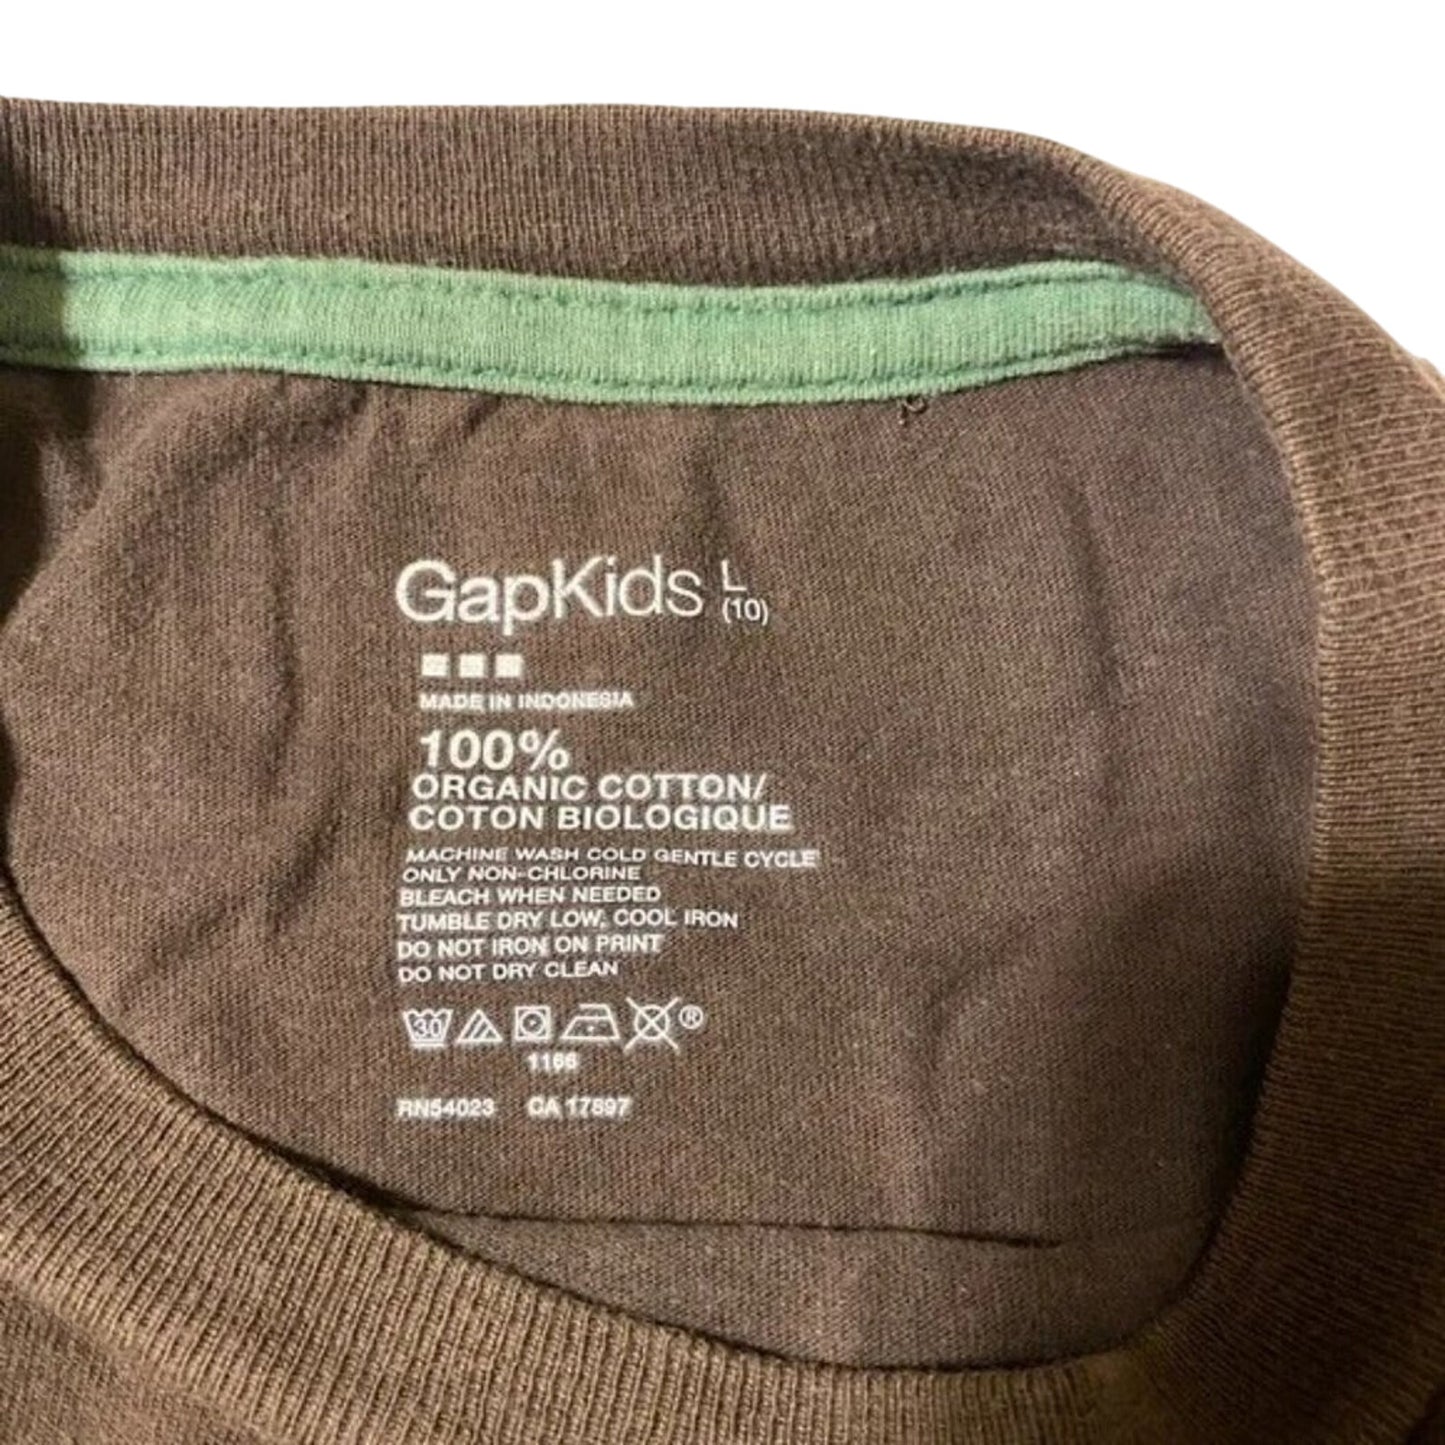 GapKids L
(10)
MADE IN INDONESIA
100%
ORGANIC COTTON/
COTON BIOLOGIQUE
MACHINE WASH COLD GENTLE CYCLE
ONLY NON-CHLORINE
BLEACH WHEN NEEDED
TUMBLE DRY LOW, COOL IRON
DO NOT IRON ON PRINT
DO NOT DRY CLEAN
30 ®
1166
RN54023 CA 17897